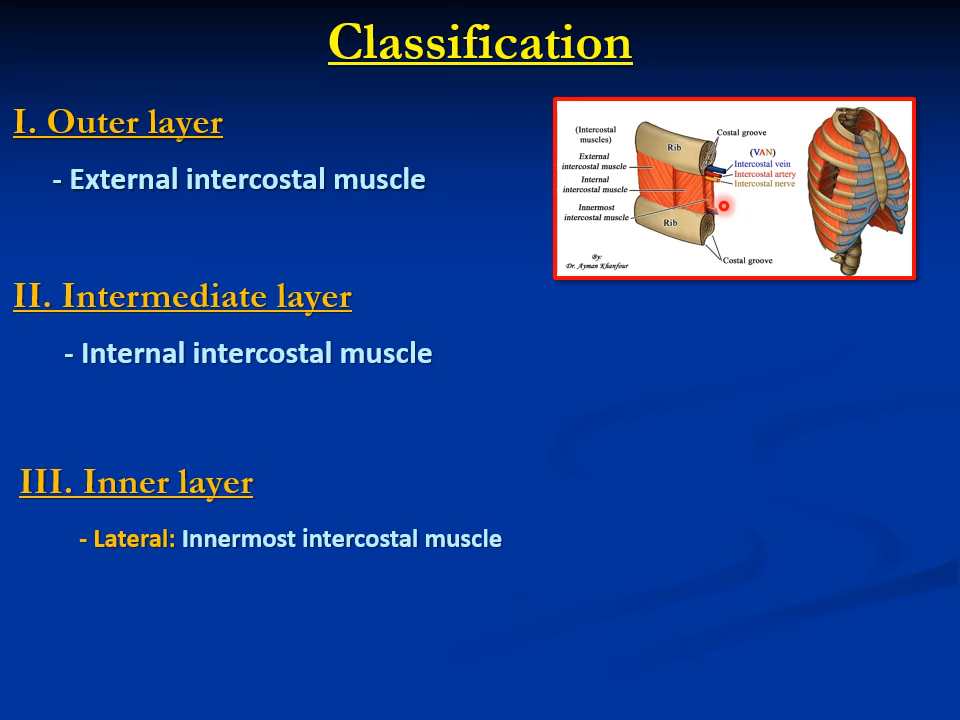 Classification
I. Outer layer
- External intercostal muscle
II. Intermediate layer
- Internal intercostal muscle
III. Inner layer
- Lateral: Innermost intercostal muscle
(Intercostal
muscles)
External
intercostal muscle
Internal
intercostal muscle
Innermost
intercostal muscle
Rib
Rib
Costal groove
(VAN)
Intercostal vein
Intercostal artery
Intercostal nerve
Costal groove
By:
Dr. Ayman Khanfour